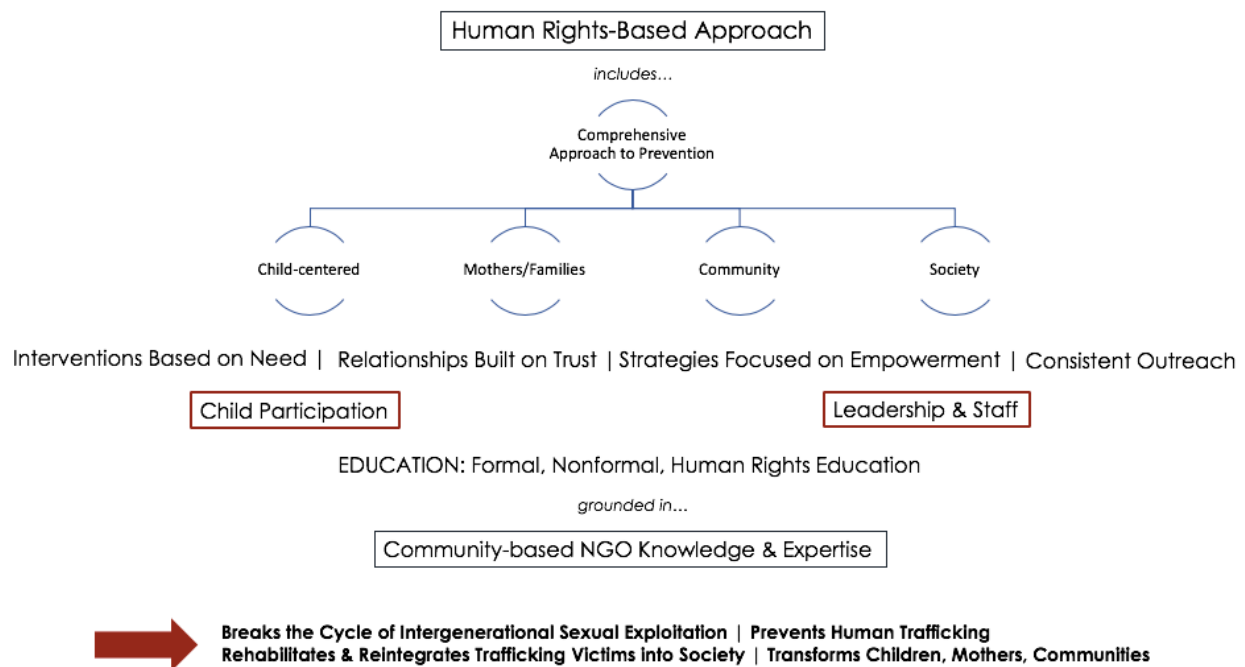 Human Rights-Based Approach
includes...
Comprehensive
Approach to Prevention
Child-centered
Mothers/Families
Community
Society
Interventions Based on Need | Relationships Built on Trust | Strategies Focused on Empowerment | Consistent Outreach
Child Participation
Leadership & Staff
EDUCATION: Formal, Nonformal, Human Rights Education
grounded in...
Community-based NGO Knowledge & Expertise
Breaks the Cycle of Intergenerational Sexual Exploitation | Prevents Human Trafficking
Rehabilitates & Reintegrates Trafficking Victims into Society | Transforms Children, Mothers, Communities